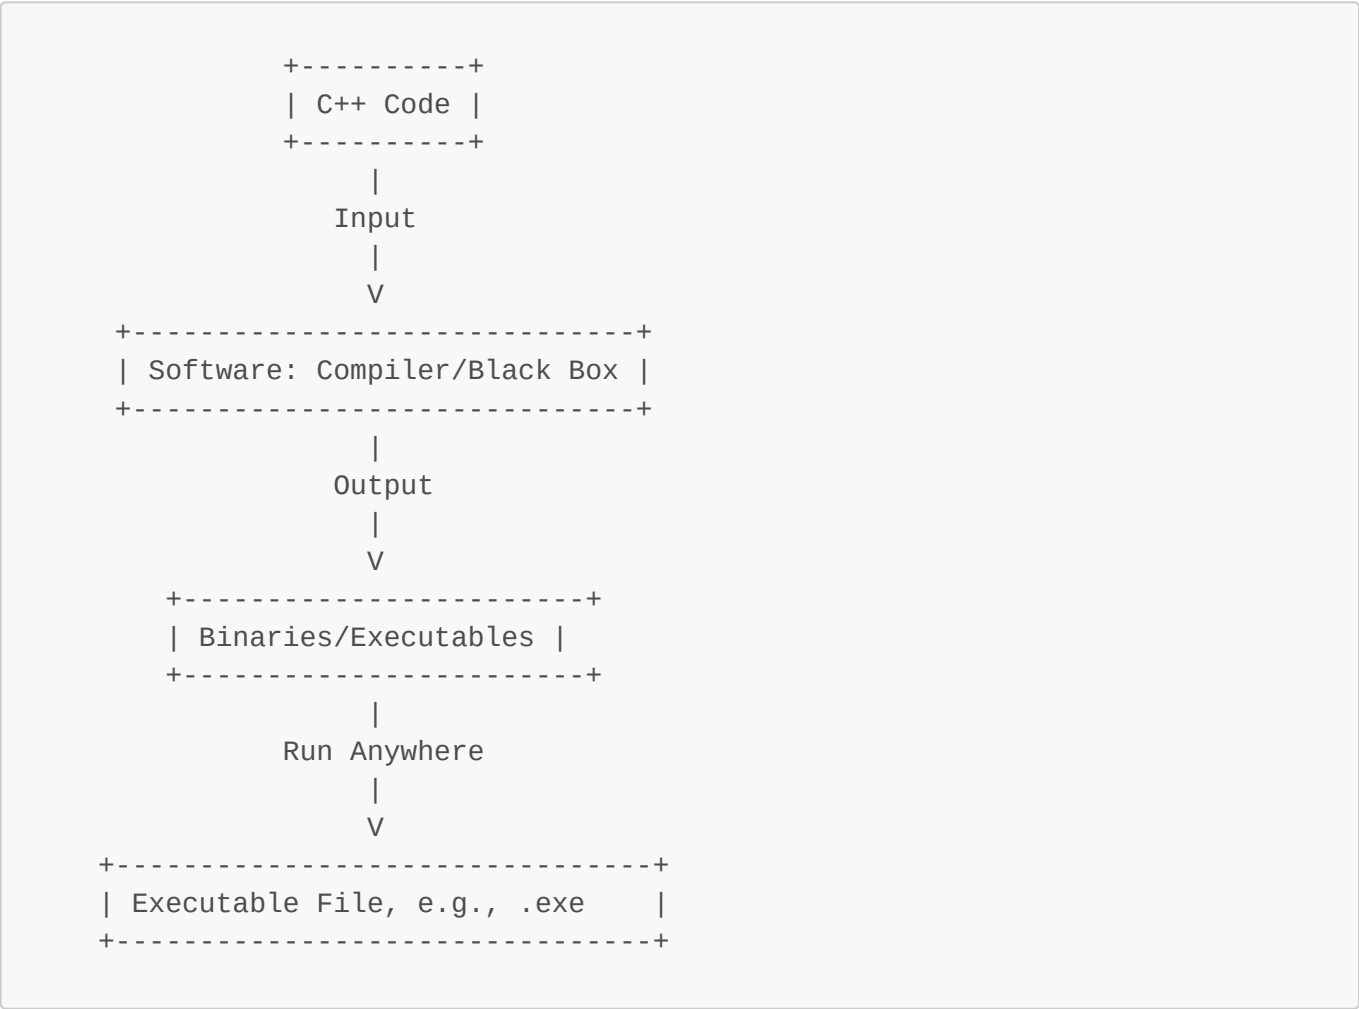 +----------+
           | C++ Code |
           +----------+
                |
              Input
                |
                V
 +------------------------------+
 | Software: Compiler/Black Box |
 +------------------------------+
                |
              Output
                |
                V
    +------------------------+
    | Binaries/Executables |
    +------------------------+
                |
           Run Anywhere
                |
                V
+--------------------------------+
| Executable File, e.g., .exe    |
+--------------------------------+